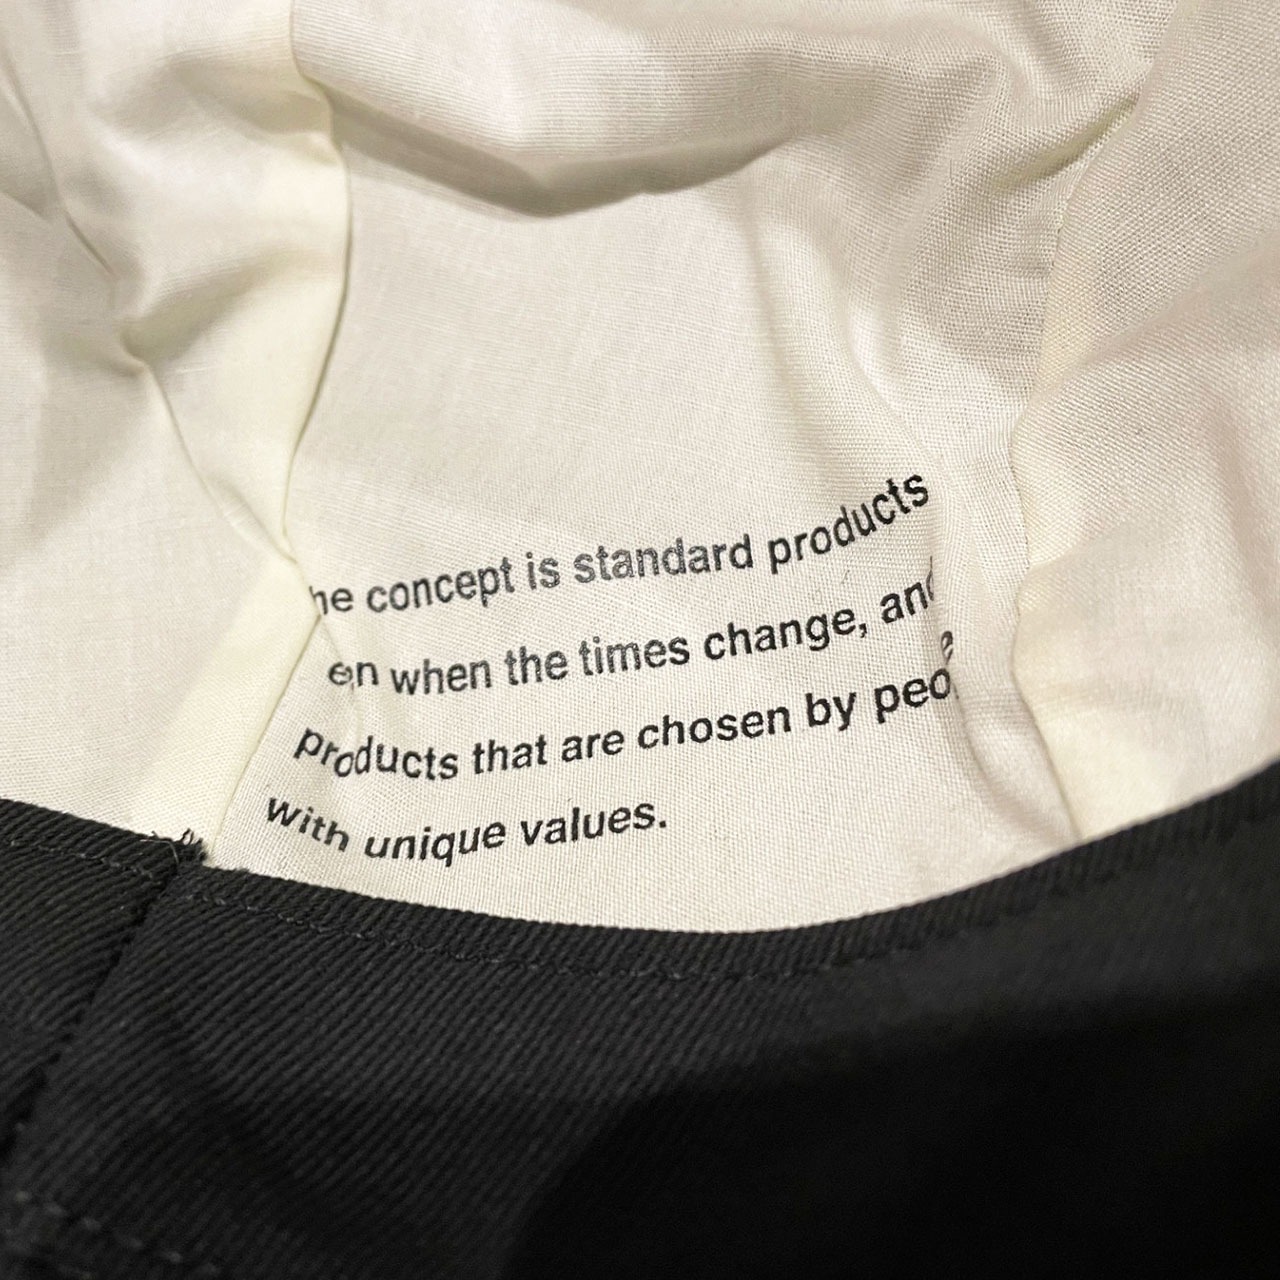 he concept is standard products
en when the times change, and
products that are chosen by peo e
with unique values.